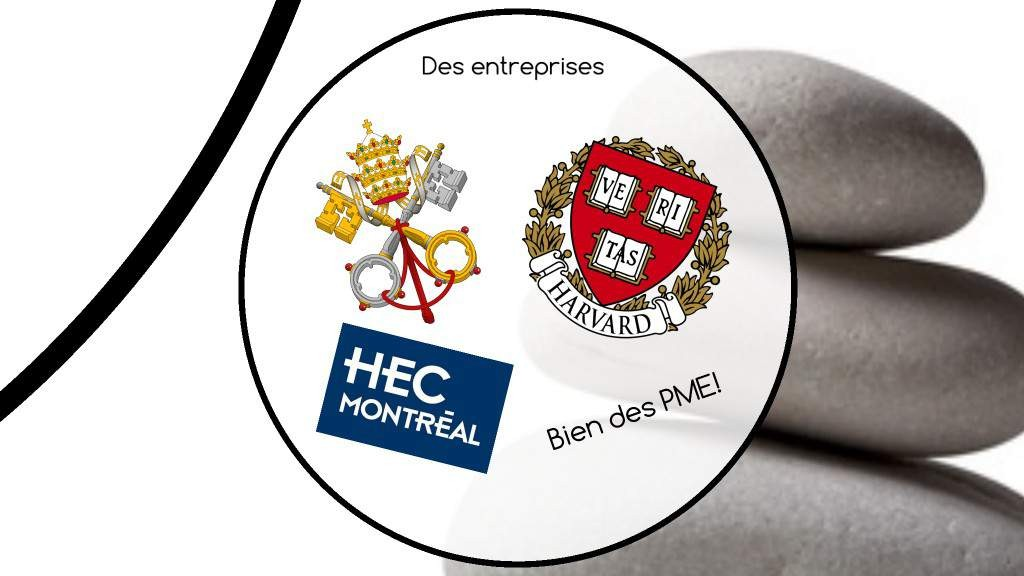 Des entreprises
VE RI
TAS
HARVARD
HEC
MONTRÉAL
Bien des PME!